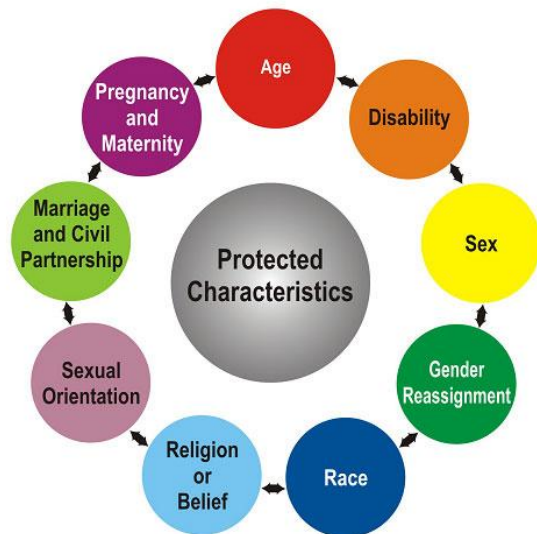 Age
Disability
Sex
Gender
Reassignment
Race
Religion
or
Belief
Sexual
Orientation
Marriage
and Civil
Partnership
Pregnancy
and
Maternity
Protected
Characteristics